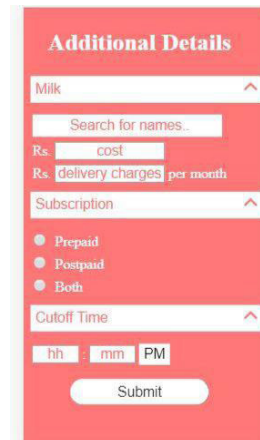 Additional Details
Milk
Search for names..
Rs. cost
Rs. delivery charges per month
Subscription
Prepaid
Postpaid
Both
Cutoff Time
hh : mm PM
Submit